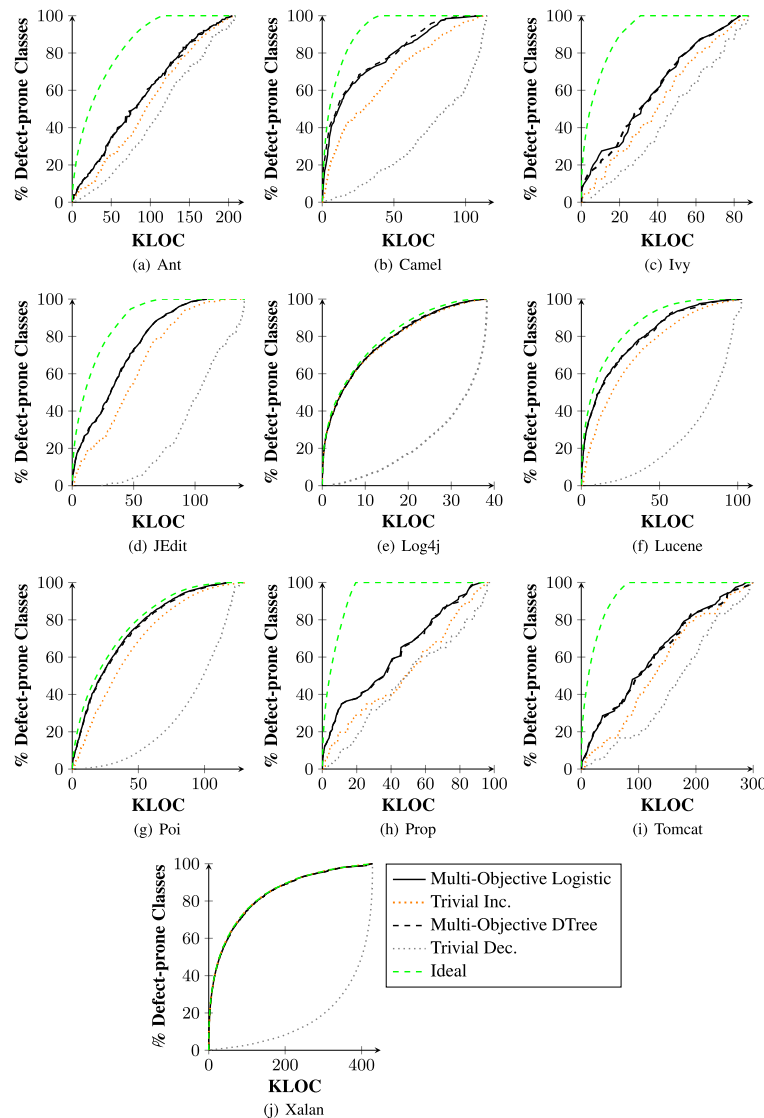 100
80
60
40
20
0
% Defect-prone Classes
0 50 100 150 200
KLOC
(a) Ant
100
80
60
40
20
0
% Defect-prone Classes
0 50 100
KLOC
(b) Camel
100
80
60
40
20
0
% Defect-prone Classes
0 20 40 60 80
KLOC
(c) Ivy
100
80
60
40
20
0
% Defect-prone Classes
0 50 100
KLOC
(d) JEdit
100
80
60
40
20
0
% Defect-prone Classes
0 10 20 30 40
KLOC
(e) Log4j
100
80
60
40
20
0
% Defect-prone Classes
0 50 100
KLOC
(f) Lucene
100
80
60
40
20
0
% Defect-prone Classes
0 50 100
KLOC
(g) Poi
100
80
60
40
20
0
% Defect-prone Classes
0 20 40 60 80 100
KLOC
(h) Prop
100
80
60
40
20
0
% Defect-prone Classes
0 100 200 300
KLOC
(i) Tomcat
100
80
60
40
20
0
% Defect-prone Classes
0 200 400
KLOC
(j) Xalan
Multi-Objective Logistic
Trivial Inc.
Multi-Objective DTree
Trivial Dec.
Ideal